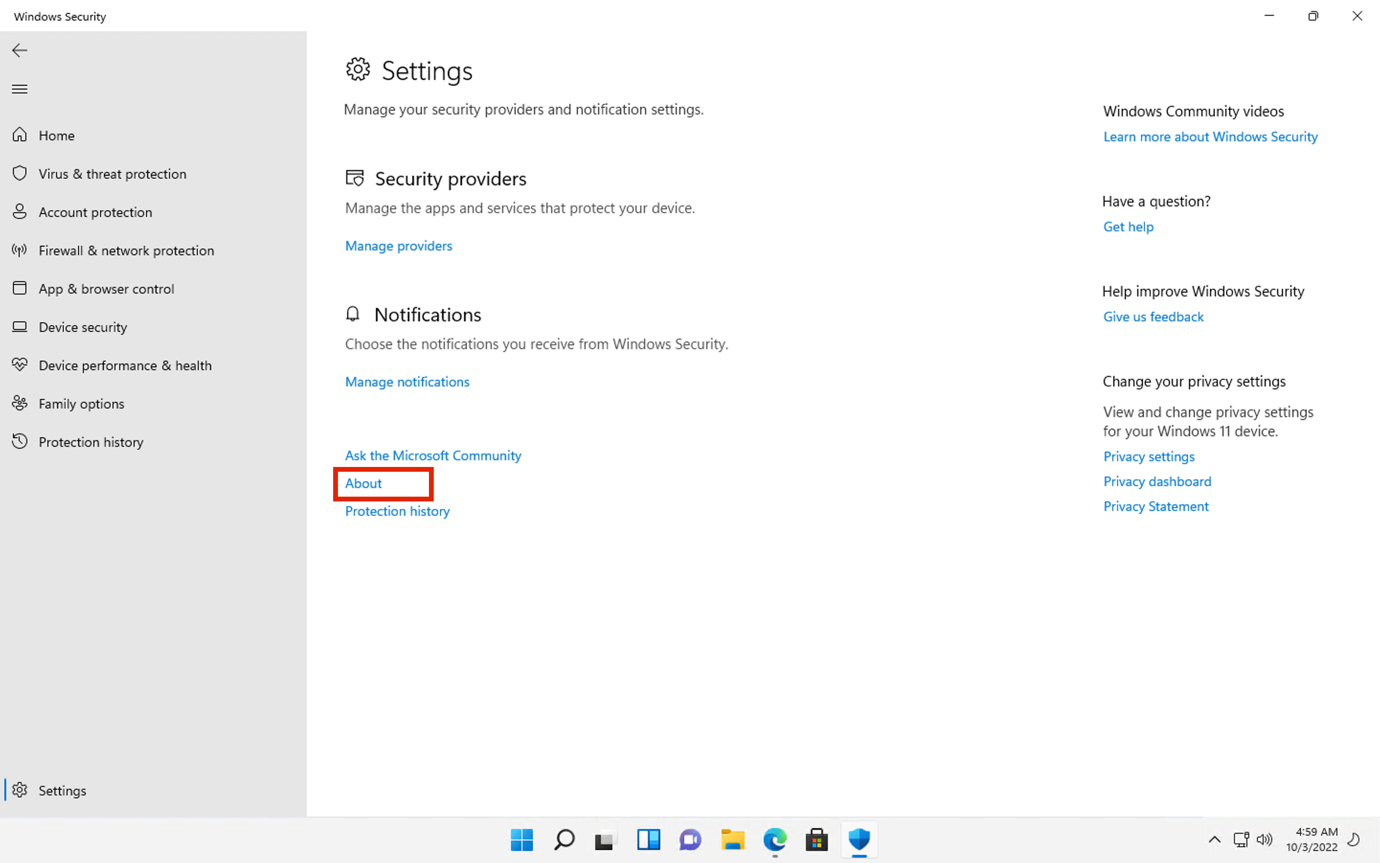 Windows Security
Home
Virus & threat protection
Account protection
Firewall & network protection
App & browser control
Device security
Device performance & health
Family options
Protection history
Settings
Settings
Manage your security providers and notification settings.
Security providers
Manage the apps and services that protect your device.
Manage providers
Notifications
Choose the notifications you receive from Windows Security.
Manage notifications
Ask the Microsoft Community
About
Protection history
Windows Community videos
Learn more about Windows Security
Have a question?
Get help
Help improve Windows Security
Give us feedback
Change your privacy settings
View and change privacy settings
for your Windows 11 device.
Privacy settings
Privacy dashboard
Privacy Statement
4:59 AM
10/3/2022